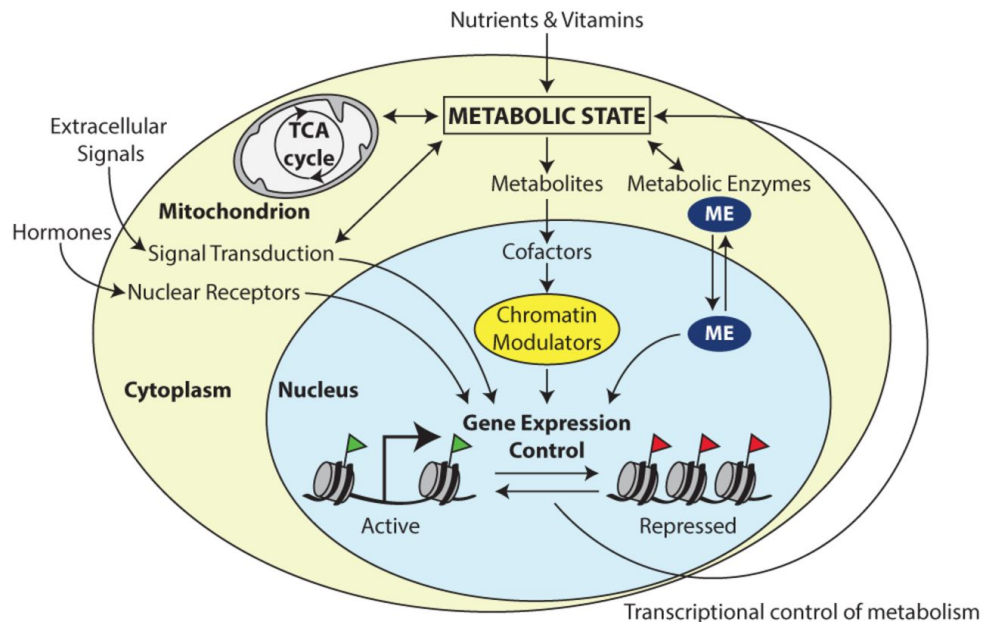 Nutrients & Vitamins
METABOLIC STATE
TCA
cycle
Extracellular
Signals
Mitochondrion
Metabolites
Metabolic Enzymes
ME
Hormones
Signal Transduction
Cofactors
Nuclear Receptors
Chromatin
Modulators
ME
Cytoplasm
Nucleus
Gene Expression
Control
Active
Repressed
Transcriptional control of metabolism